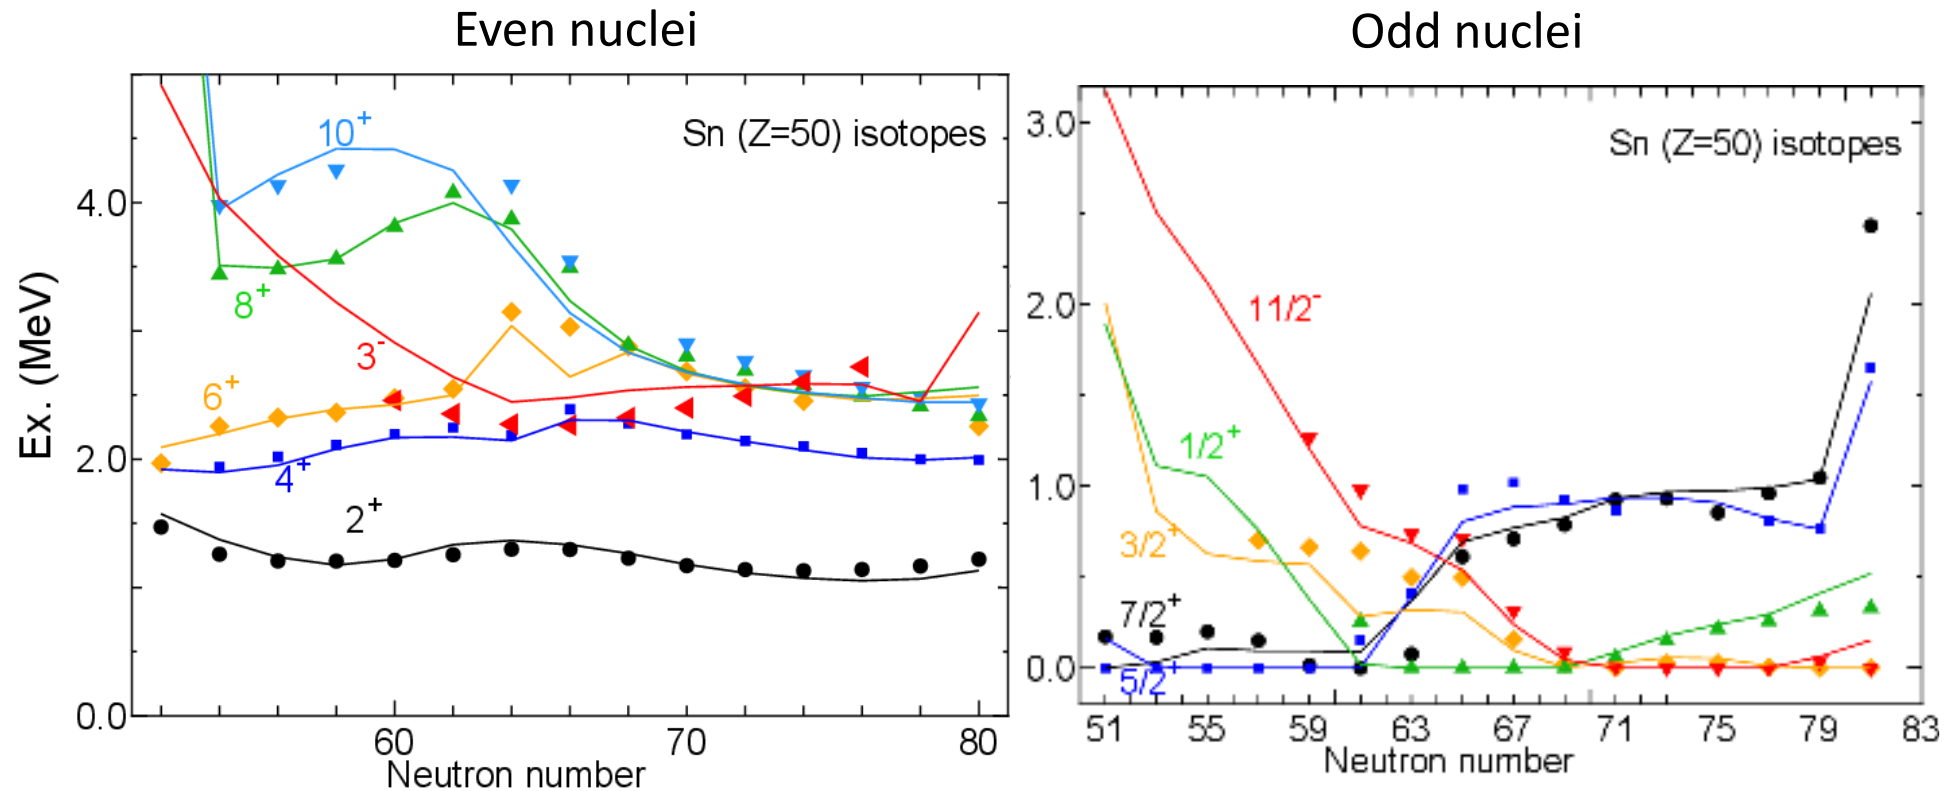 Even nuclei
Odd nuclei
Ex. (MeV)
4.0
2.0
0.0
10⁺
8⁺
3⁻
6⁺
4⁺
2⁺
Sn (Z=50) isotopes
60 70 80
Neutron number
3.0
2.0
1.0
0.0
Sn (Z=50) isotopes
11/2⁻
1/2⁺
3/2⁺
7/2⁺
5/2⁺
51 55 59 63 67 71 75 79 83
Neutron number